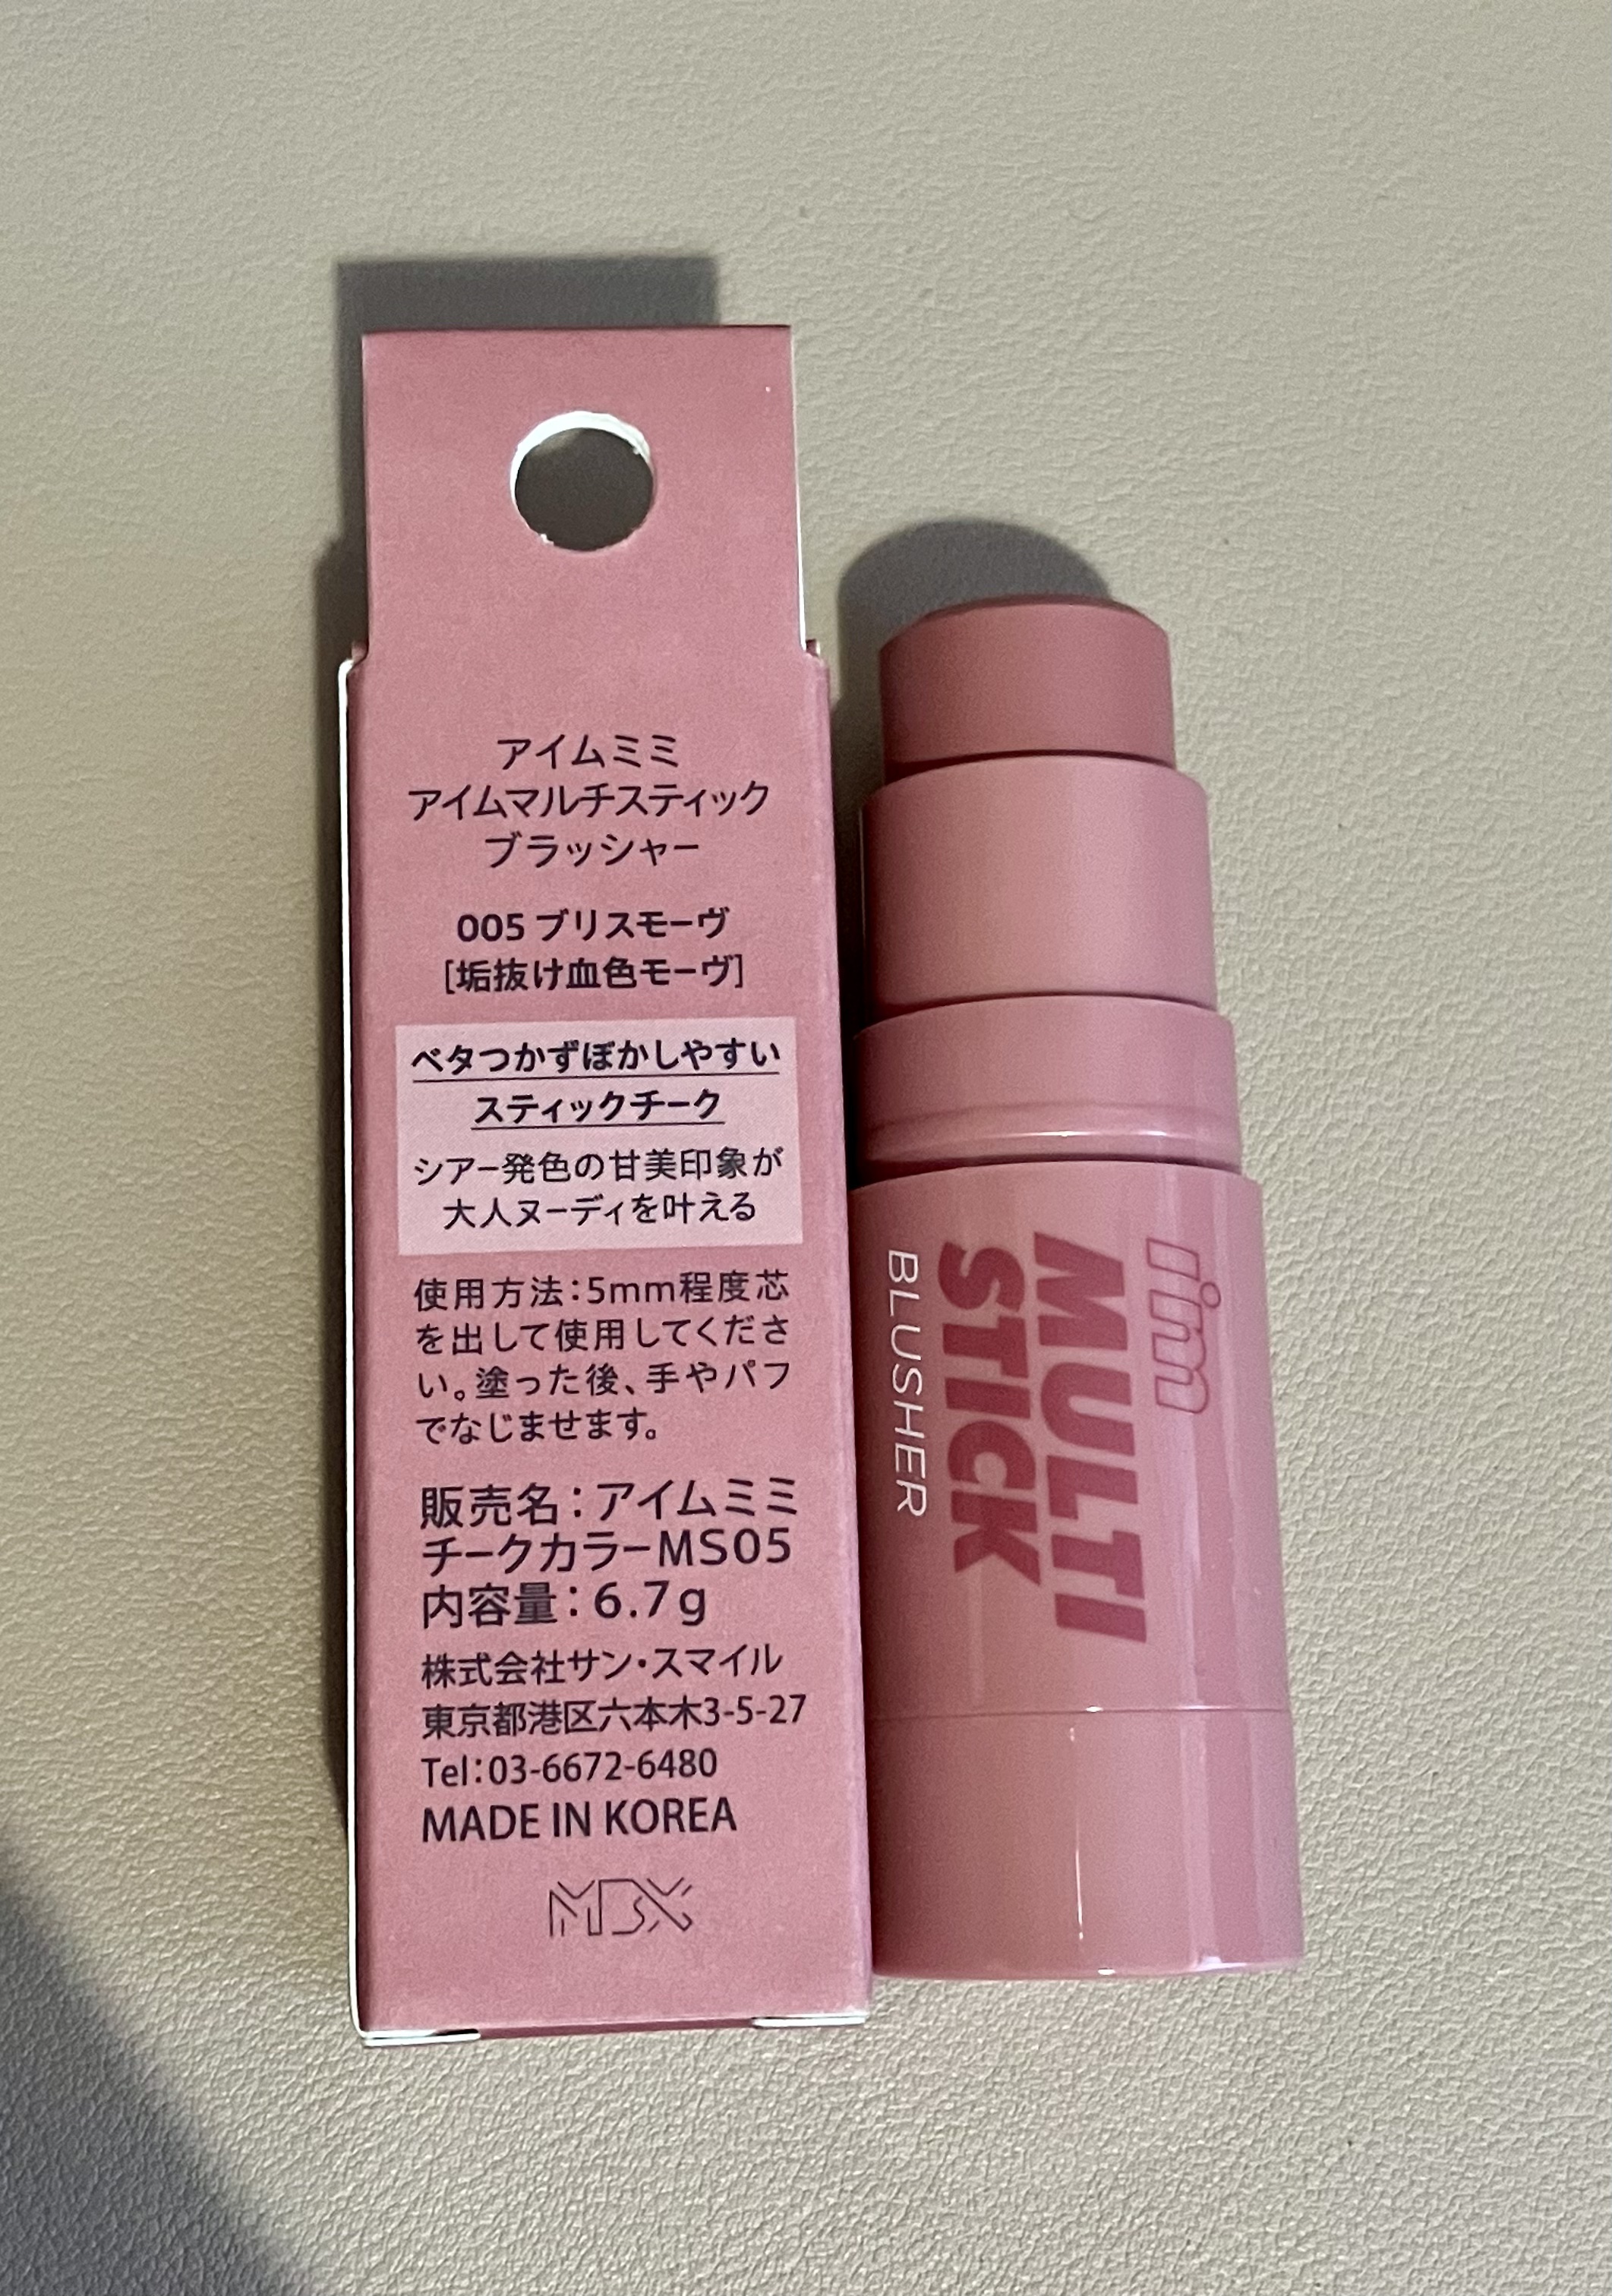 アイムミミ
アイムマルチスティック
ブラッシャー
005 ブリスモーヴ
[垢抜け血色モーヴ]
ベタつかずぼかしやすい
スティックチーク
シアー発色の甘美印象が
大人ヌーディを叶える
使用方法：5mm程度芯
を出して使用してくださ
い。塗った後、手やパフ
でなじませます。
販売名：アイムミミ
チークカラーMS05
内容量：6.7g
株式会社サン・スマイル
東京都港区六本木3-5-27
Tel：03-6672-6480
MADE IN KOREA
MBX
i'm
MULTI
STICK
BLUSHER